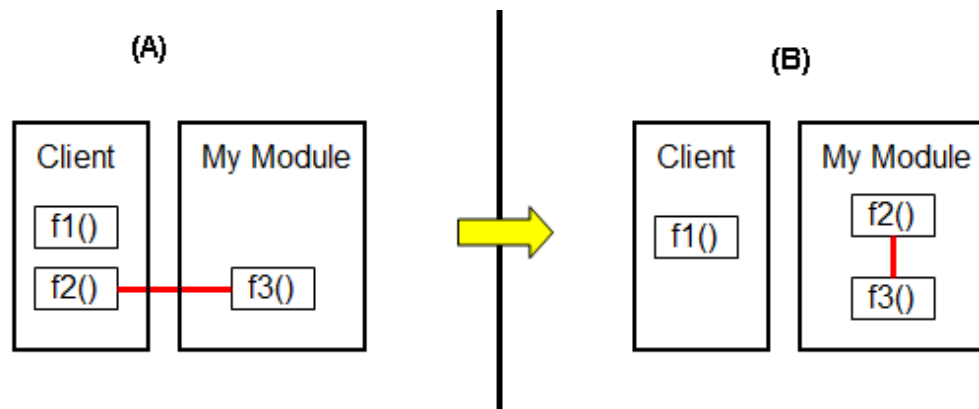 (A)
Client
My Module
f1()
f2()
f3()
(B)
Client
My Module
f1()
f2()
f3()